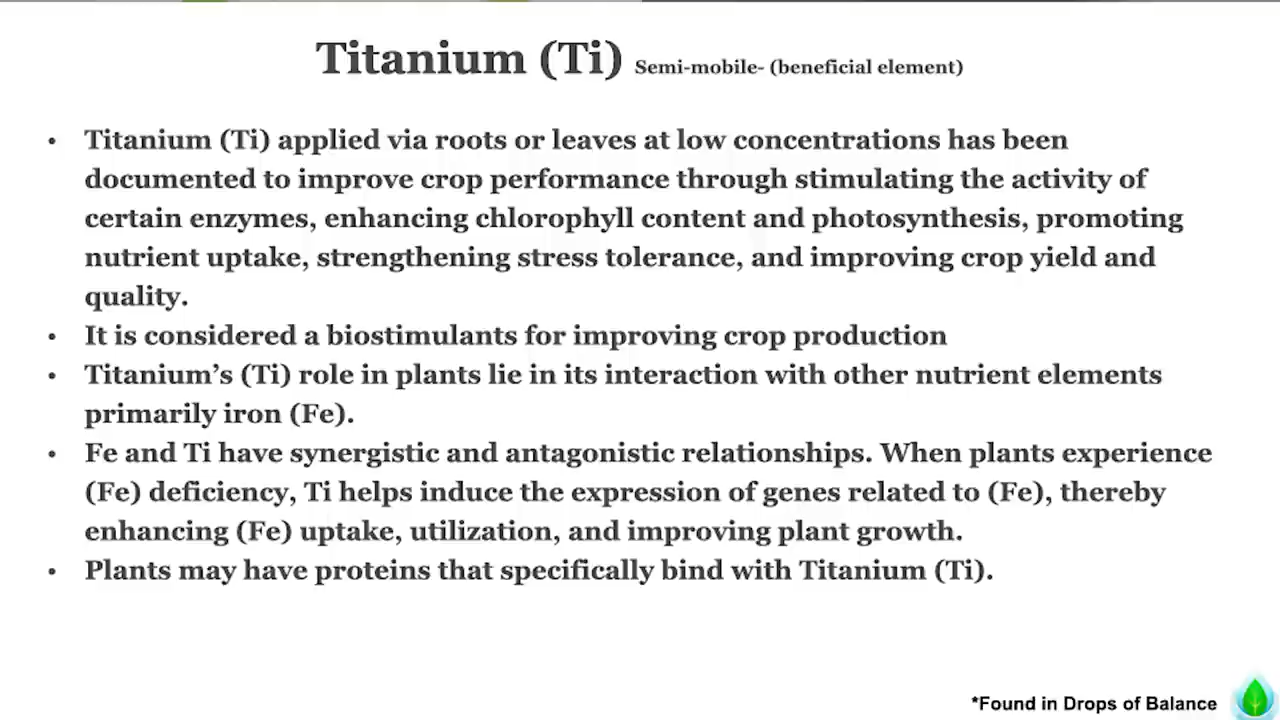 Titanium (Ti) Semi-mobile- (beneficial element)
• Titanium (Ti) applied via roots or leaves at low concentrations has been
documented to improve crop performance through stimulating the activity of
certain enzymes, enhancing chlorophyll content and photosynthesis, promoting
nutrient uptake, strengthening stress tolerance, and improving crop yield and
quality.
• It is considered a biostimulants for improving crop production
• Titanium’s (Ti) role in plants lie in its interaction with other nutrient elements
primarily iron (Fe).
• Fe and Ti have synergistic and antagonistic relationships. When plants experience
(Fe) deficiency, Ti helps induce the expression of genes related to (Fe), thereby
enhancing (Fe) uptake, utilization, and improving plant growth.
• Plants may have proteins that specifically bind with Titanium (Ti).
*Found in Drops of Balance